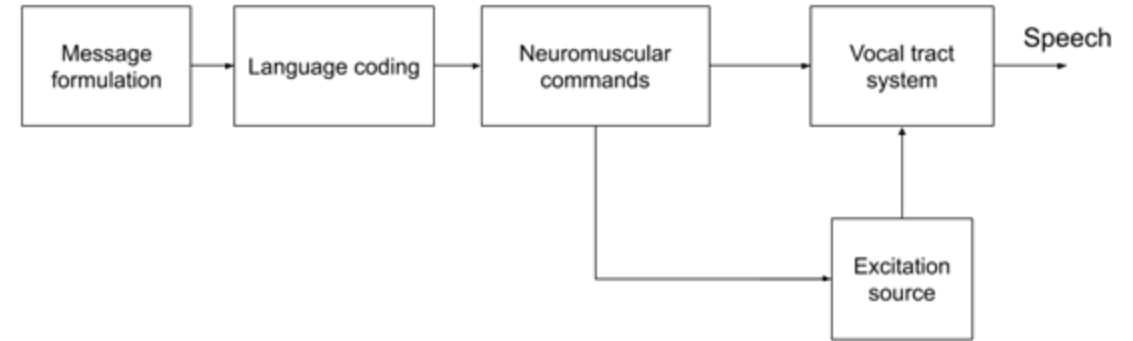 Message
formulation
Language coding
Neuromuscular
commands
Vocal tract
system
Speech
Excitation
source